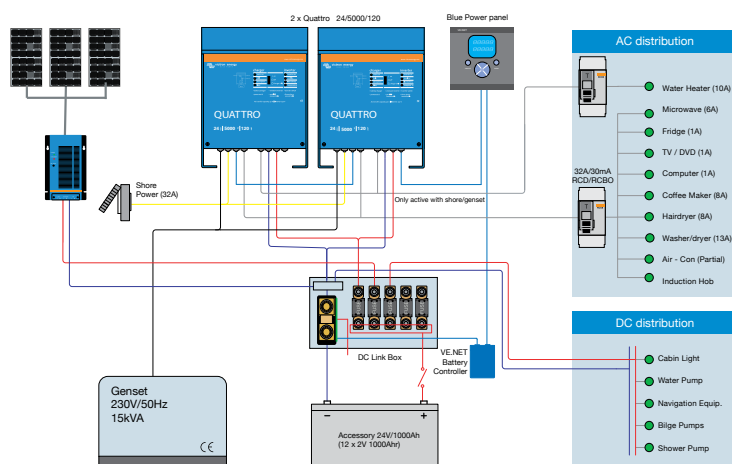 2 x Quattro 24/5000/120
Blue Power panel
AC distribution
QUATTRO
24 5000 120
QUATTRO
24 5000 120
Water Heater (10A)
Microwave (6A)
Fridge (1A)
TV / DVD (1A)
Computer (1A)
Coffee Maker (8A)
Hairdryer (8A)
Washer/dryer (13A)
Air - Con (Partial)
Induction Hob
32A/30mA
RCD/RCBO
Shore
Power (32A)
Only active with shore/genset
DC Link Box
VE.NET
Battery
Controller
DC distribution
Cabin Light
Water Pump
Navigation Equip.
Bilge Pumps
Shower Pump
Genset
230V/50Hz
15kVA
CE
– +
Accessory 24V/1000Ah
(12 x 2V 1000Ahr)